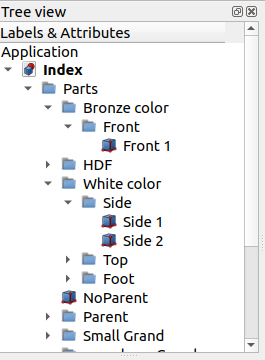 Tree view
Labels & Attributes
Application
Index
Parts
Bronze color
Front
Front 1
HDF
White color
Side
Side 1
Side 2
Top
Foot
NoParent
Parent
Small Grand